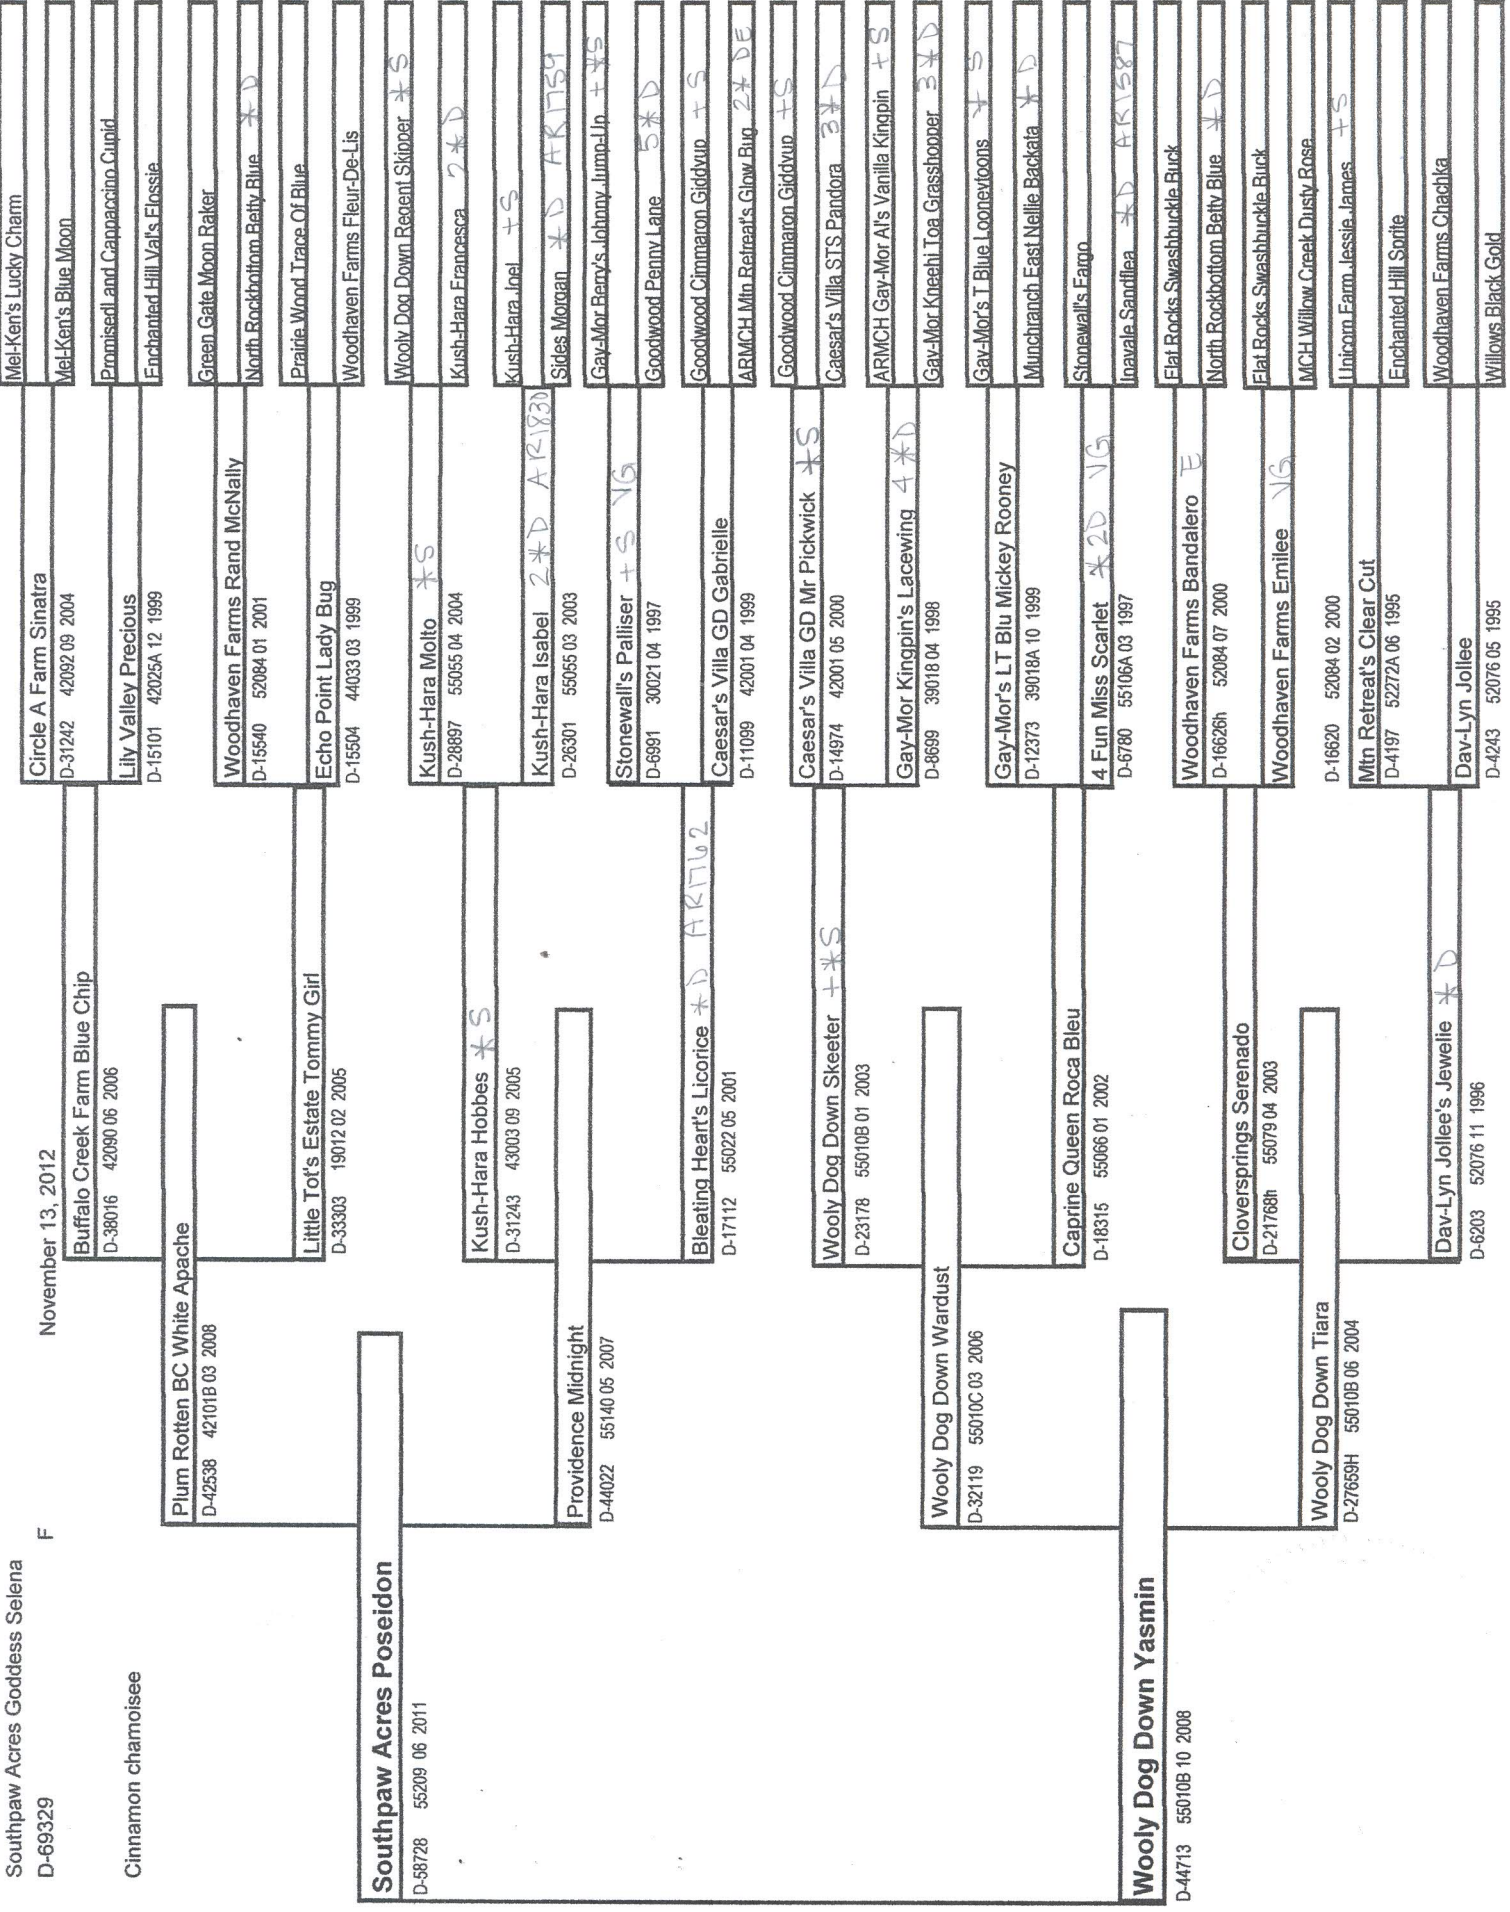 Southpaw Acres Goddess Selena
D-69329 F November 13, 2012
Cinnamon chamoisee
Southpaw Acres Poseidon
D-58728 55209 06 2011
Wooly Dog Down Yasmin
D-44713 55010B 10 2008
Plum Rotten BC White Apache
D-42538 42101B 03 2008
Providence Midnight
D-44022 55140 05 2007
Wooly Dog Down Wardust
D-32119 55010C 03 2006
Wooly Dog Down Tiara
D-27659H 55010B 06 2004
Buffalo Creek Farm Blue Chip
D-38016 42090 06 2006
Little Tot's Estate Tommy Girl
D-33303 19012 02 2005
Kush-Hara Hobbes *S
D-31243 43003 09 2005
Bleating Heart's Licorice *D AR1762
D-17112 55022 05 2001
Wooly Dog Down Skeeter +*S
D-23178 55010B 01 2003
Caprine Queen Roca Bleu
D-18315 55066 01 2002
Cloversprings Serenado
D-21768h 55079 04 2003
Dav-Lyn Jollee's Jewelie *D
D-6203 52076 11 1996
Circle A Farm Sinatra
D-31242 42092 09 2004
Lily Valley Precious
D-15101 42025A 12 1999
Woodhaven Farms Rand McNally
D-15540 52084 01 2001
Echo Point Lady Bug
D-15504 44033 03 1999
Kush-Hara Molto *S
D-28897 55055 04 2004
Kush-Hara Isabel 2*D AR1830
D-26301 55055 03 2003
Stonewall's Palliser +S VG
D-6991 30021 04 1997
Caesar's Villa GD Gabrielle
D-11099 42001 04 1999
Caesar's Villa GD Mr Pickwick *S
D-14974 42001 05 2000
Gay-Mor Kingpin's Lacewing 4*D
D-8699 39018 04 1998
Gay-Mor's LT Blu Mickey Rooney
D-12373 39018A 10 1999
4 Fun Miss Scarlet *2D VG
D-6780 55106A 03 1997
Woodhaven Farms Bandalero E
D-16626h 52084 07 2000
Woodhaven Farms Emilee VG
D-16620 52084 02 2000
Mtn Retreat's Clear Cut
D-4197 52272A 06 1995
Dav-Lyn Jollee
D-4243 52076 05 1995
Mel-Ken's Lucky Charm
Mel-Ken's Blue Moon
PromisedLand Cappaccino Cupid
Enchanted Hill Val's Flossie
Green Gate Moon Raker
North Rockbottom Betty Blue *D
Prairie Wood Trace Of Blue
Woodhaven Farms Fleur-De-Lis
Wooly Dog Down Regent Skipper *S
Kush-Hara Francesca 2*D
Kush-Hara Joel +S
Sides Morgan *D AR1759
Gay-Mor Berry's Johnny Jump-Up +*S
Goodwood Penny Lane 5*D
Goodwood Cimmaron Giddyup +S
ARMCH Mtn Retreat's Glow Bug 2*DE
Goodwood Cimmaron Giddyup +S
Caesar's Villa STS Pandora 3*D
ARMCH Gay-Mor Al's Vanilla Kingpin +S
Gay-Mor Kneehi Toa Grasshopper 3*D
Gay-Mor's T Blue Looneytoons *S
Munchranch East Nellie Backata *D
Stonewall's Fargo
Inavale Sandflea *D AR1587
Flat Rocks Swashbuckle Buck
North Rockbottom Betty Blue *D
Flat Rocks Swashbuckle Buck
MCH Willow Creek Dusty Rose
Unicorn Farm Jessie James +S
Enchanted Hill Sprite
Woodhaven Farms Chachka
Willows Black Gold